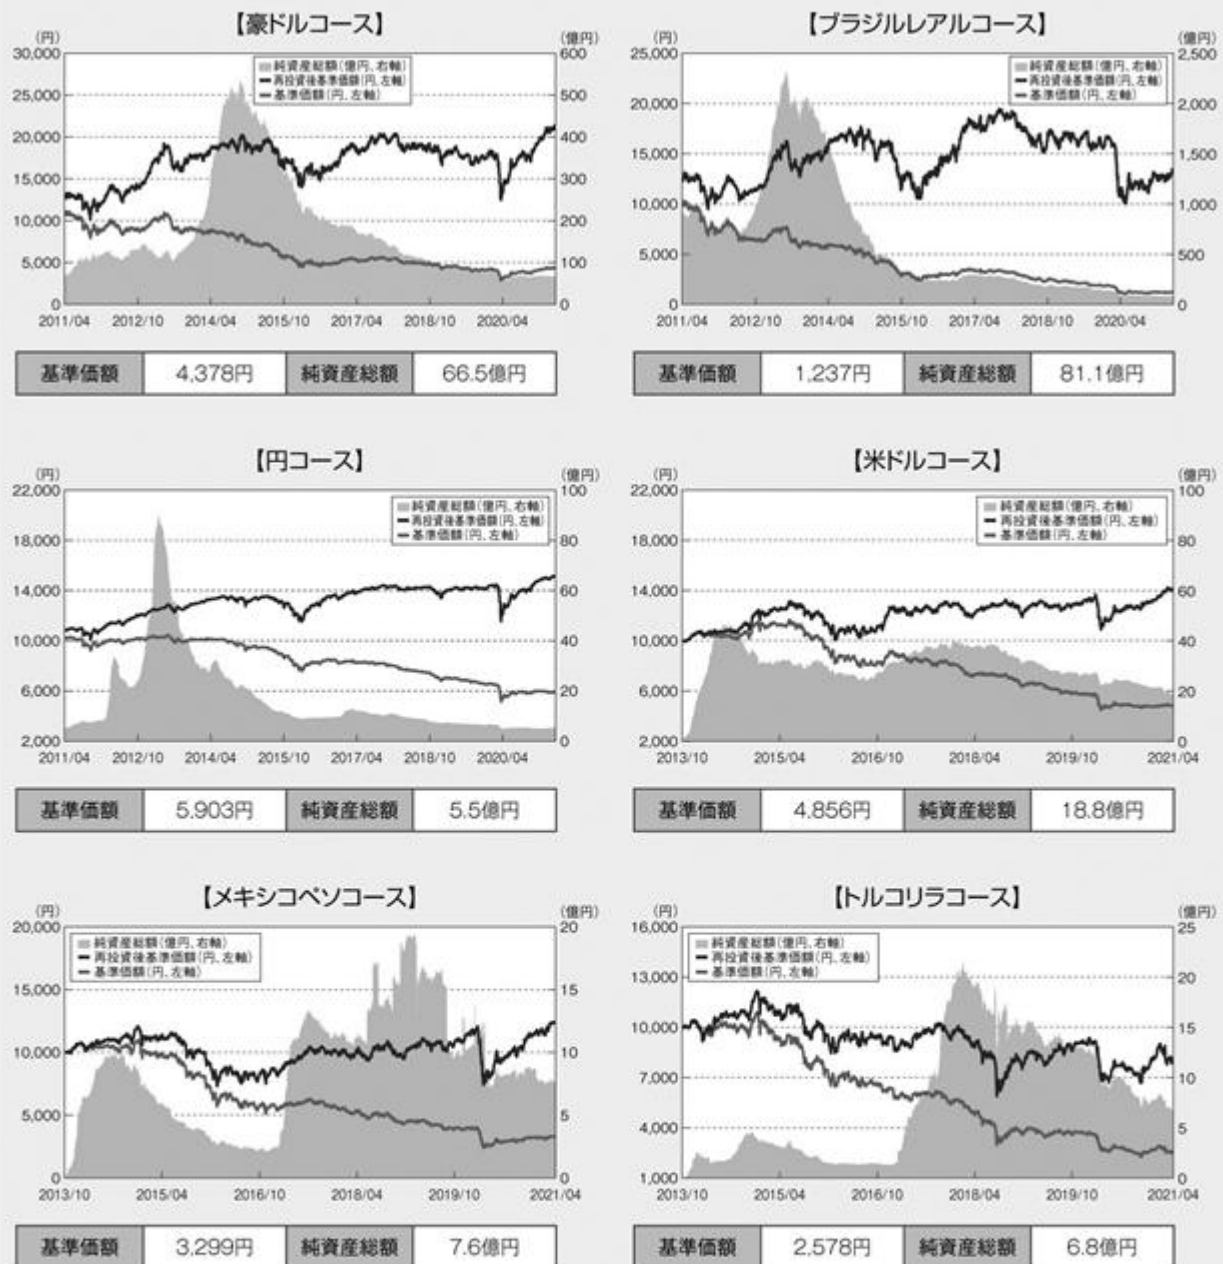 【豪ドルコース】
(円)
(億円)
純資産総額(億円、右軸)
再投資後基準価額(円、左軸)
基準価額(円、左軸)
30,000
25,000
20,000
15,000
10,000
5,000
0
600
500
400
300
200
100
0
2011/04 2012/10 2014/04 2015/10 2017/04 2018/10 2020/04
基準価額 4,378円 純資産総額 66.5億円
【ブラジルレアルコース】
(円)
(億円)
純資産総額(億円、右軸)
再投資後基準価額(円、左軸)
基準価額(円、左軸)
25,000
20,000
15,000
10,000
5,000
0
2,500
2,000
1,500
1,000
500
0
2011/04 2012/10 2014/04 2015/10 2017/04 2018/10 2020/04
基準価額 1,237円 純資産総額 81.1億円
【円コース】
(円)
(億円)
純資産総額(億円、右軸)
再投資後基準価額(円、左軸)
基準価額(円、左軸)
22,000
18,000
14,000
10,000
6,000
2,000
100
80
60
40
20
0
2011/04 2012/10 2014/04 2015/10 2017/04 2018/10 2020/04
基準価額 5,903円 純資産総額 5.5億円
【米ドルコース】
(円)
(億円)
純資産総額(億円、右軸)
再投資後基準価額(円、左軸)
基準価額(円、左軸)
22,000
18,000
14,000
10,000
6,000
2,000
100
80
60
40
20
0
2013/10 2015/04 2016/10 2018/04 2019/10 2021/04
基準価額 4,856円 純資産総額 18.8億円
【メキシコペソコース】
(円)
(億円)
純資産総額(億円、右軸)
再投資後基準価額(円、左軸)
基準価額(円、左軸)
20,000
15,000
10,000
5,000
0
20
15
10
5
0
2013/10 2015/04 2016/10 2018/04 2019/10 2021/04
基準価額 3,299円 純資産総額 7.6億円
【トルコリラコース】
(円)
(億円)
純資産総額(億円、右軸)
再投資後基準価額(円、左軸)
基準価額(円、左軸)
16,000
13,000
10,000
7,000
4,000
1,000
25
20
15
10
5
0
2013/10 2015/04 2016/10 2018/04 2019/10 2021/04
基準価額 2,578円 純資産総額 6.8億円